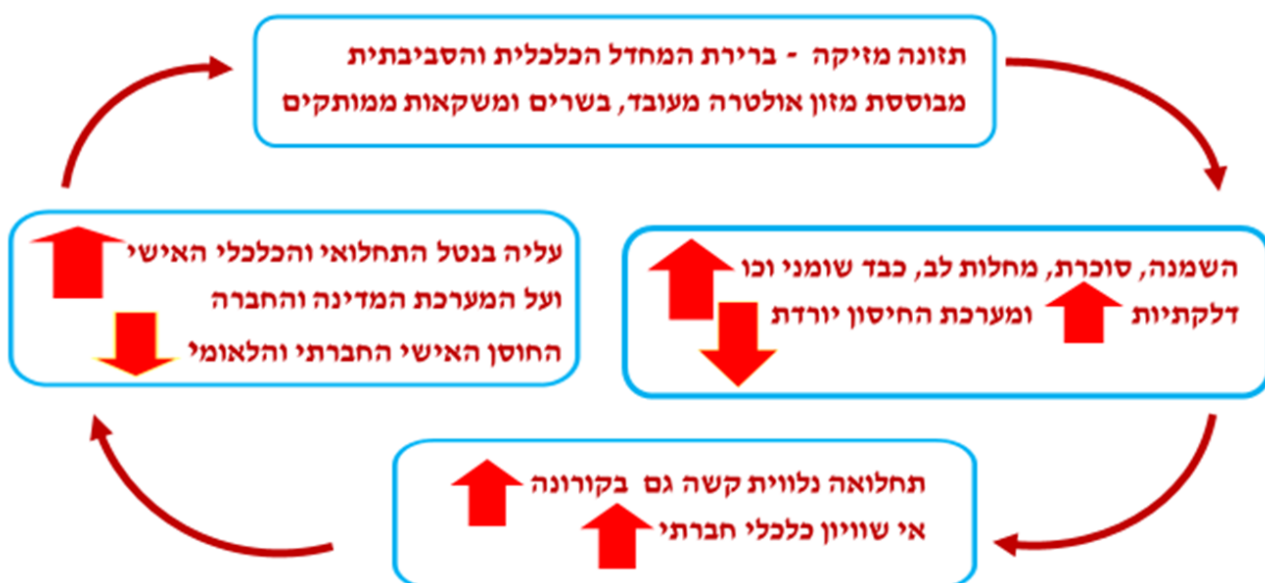 תזונה מזיקה - ברירת המחדל הכלכלית והסביבתית
מבוססת מזון אולטרה מעובד, בשרים ומשקאות ממותקים
השמנה, סוכרת, מחלות לב, כבד שומני וכו
דלקתיות ומערכת החיסון יורדת
תחלואה נלווית קשה גם בקורונה
אי שוויון כלכלי חברתי
עליה בנטל התחלואי והכלכלי האישי
ועל המערכת המדינה והחברה
החוסן האישי החברתי והלאומי